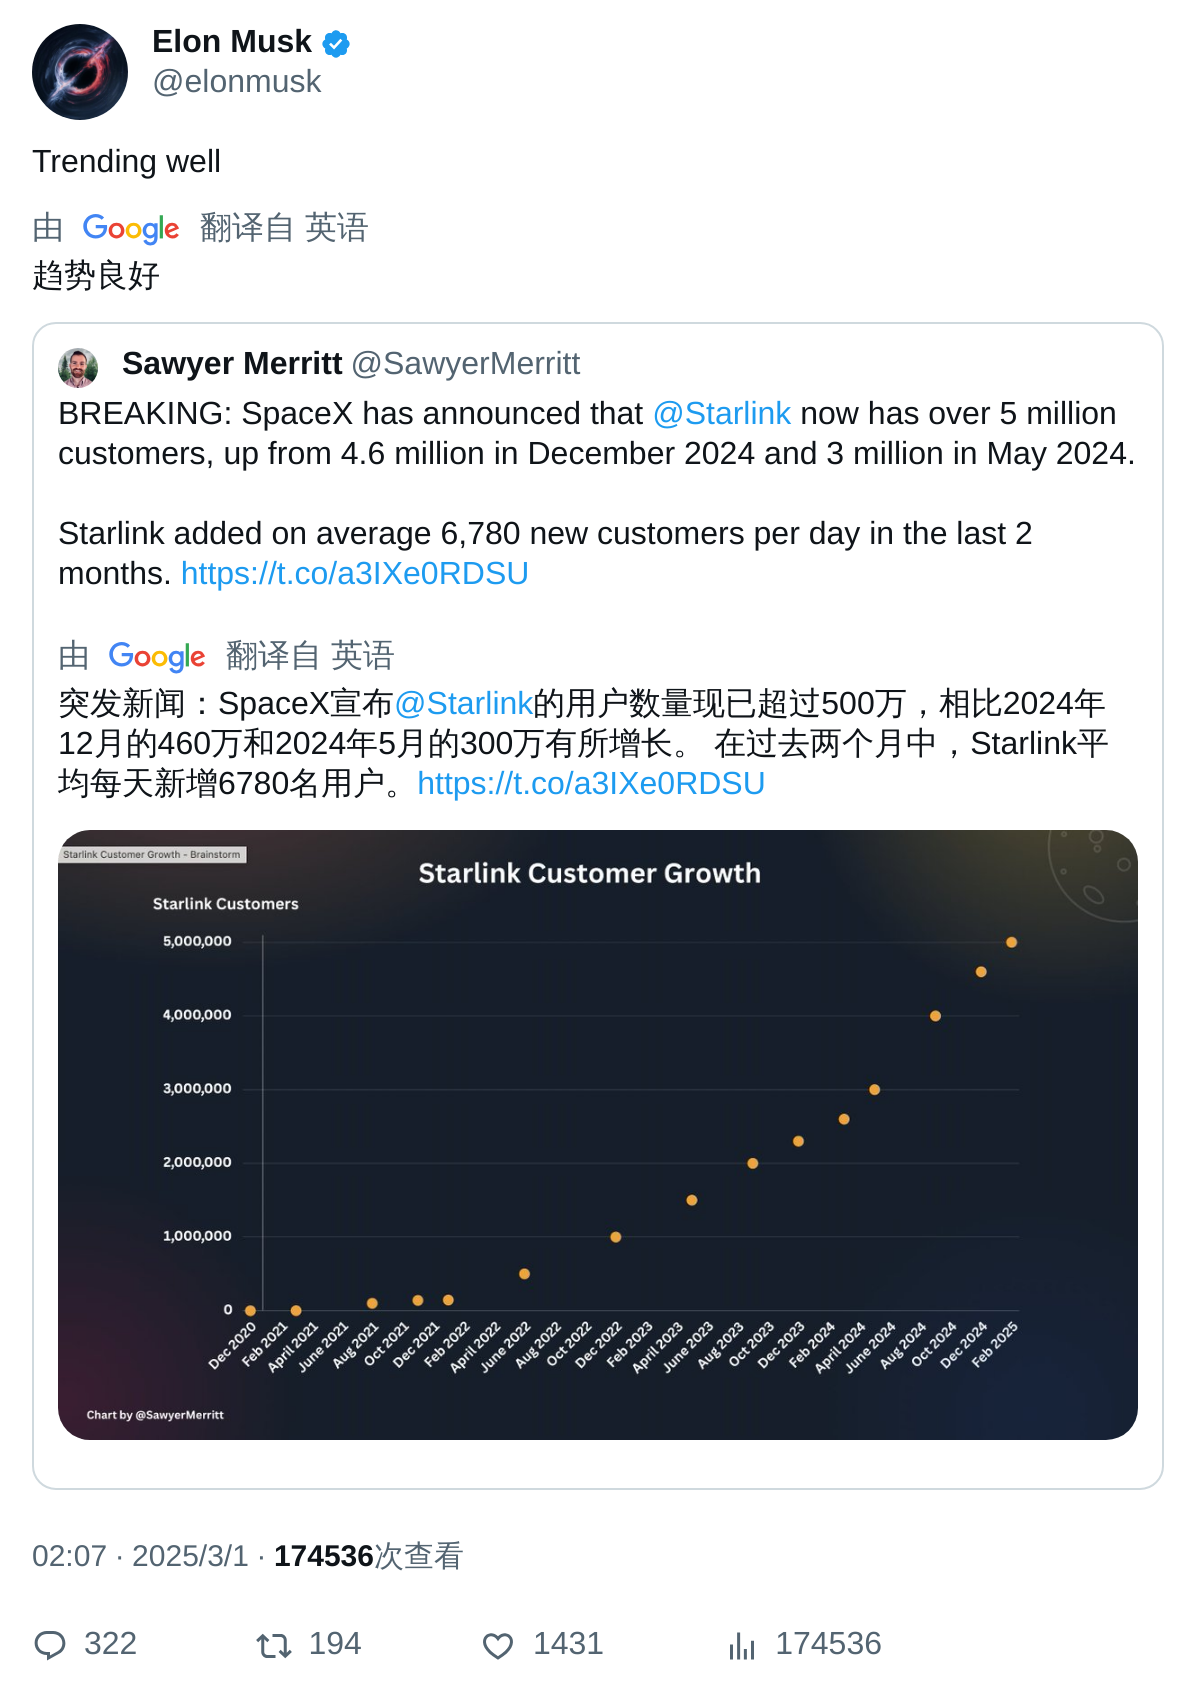 Elon Musk
@elonmusk
Trending well
由 Google 翻译自 英语
趋势良好
Sawyer Merritt @SawyerMerritt
BREAKING: SpaceX has announced that @Starlink now has over 5 million
customers, up from 4.6 million in December 2024 and 3 million in May 2024.
Starlink added on average 6,780 new customers per day in the last 2
months. https://t.co/a3IXe0RDSU
由 Google 翻译自 英语
突发新闻：SpaceX宣布@Starlink的用户数量现已超过500万，相比2024年
12月的460万和2024年5月的300万有所增长。 在过去两个月中，Starlink平
均每天新增6780名用户。https://t.co/a3IXe0RDSU
Starlink Customer Growth - Brainstorm
Starlink Customer Growth
Starlink Customers
5,000,000
4,000,000
3,000,000
2,000,000
1,000,000
0
Dec 2020
Feb 2021
April 2021
June 2021
Aug 2021
Oct 2021
Dec 2021
Feb 2022
April 2022
June 2022
Aug 2022
Oct 2022
Dec 2022
Feb 2023
April 2023
June 2023
Aug 2023
Oct 2023
Dec 2023
Feb 2024
April 2024
June 2024
Aug 2024
Oct 2024
Dec 2024
Feb 2025
Chart by @SawyerMerritt
02:07 · 2025/3/1 · 174536次查看
322 194 1431 174536